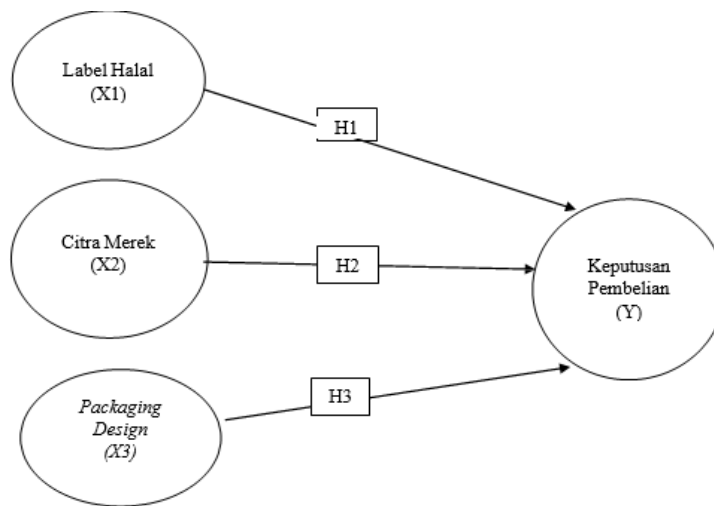 Label Halal
(X1)
H1
Citra Merek
(X2)
H2
Keputusan
Pembelian
(Y)
Packaging
Design
(X3)
H3